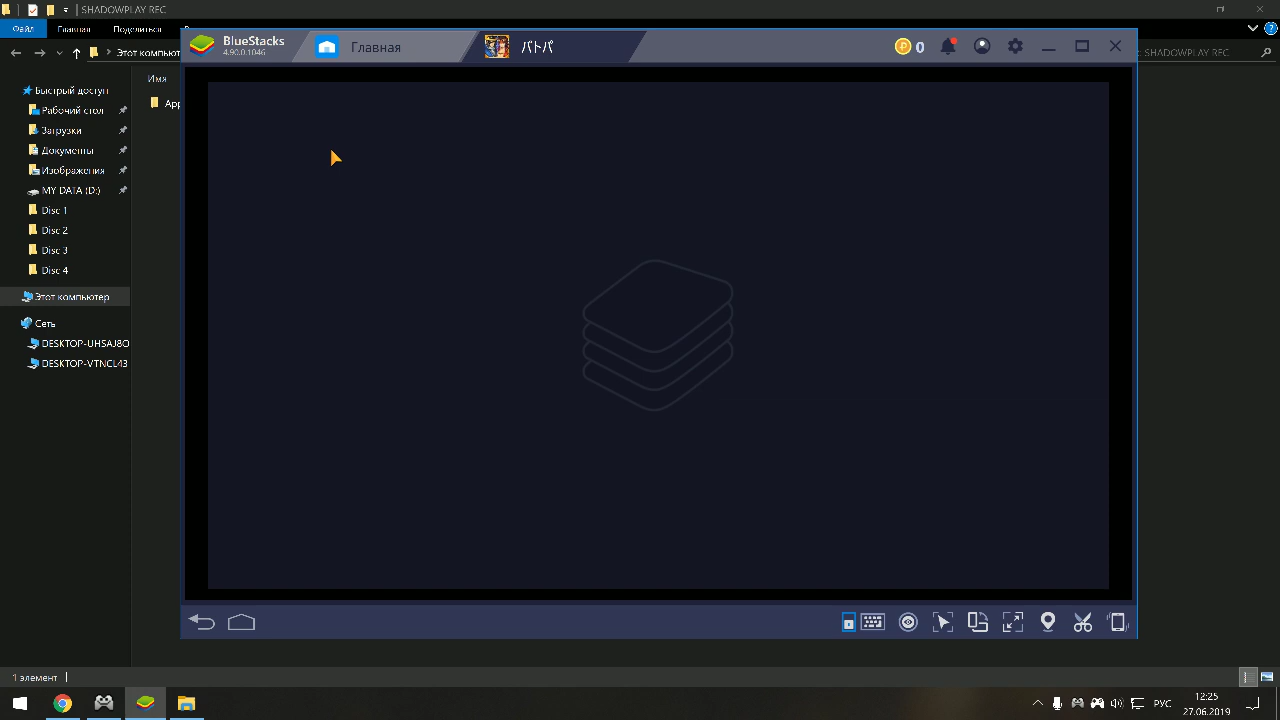 SHADOWPLAY REC
Файл
Главная
Поделиться
Этот компьют
SHADOWPLAY REC
BlueStacks
4.90.0.1046
Главная
バトパ
0
Имя
App
Быстрый доступ
Рабочий стол
Загрузки
Документы
Изображения
MY DATA (D:)
Disc 1
Disc 2
Disc 3
Disc 4
Этот компьютер
Сеть
DESKTOP-UHSAJ8O
DESKTOP-VTNCL43
1 элемент
РУС
12:25
27.06.2019